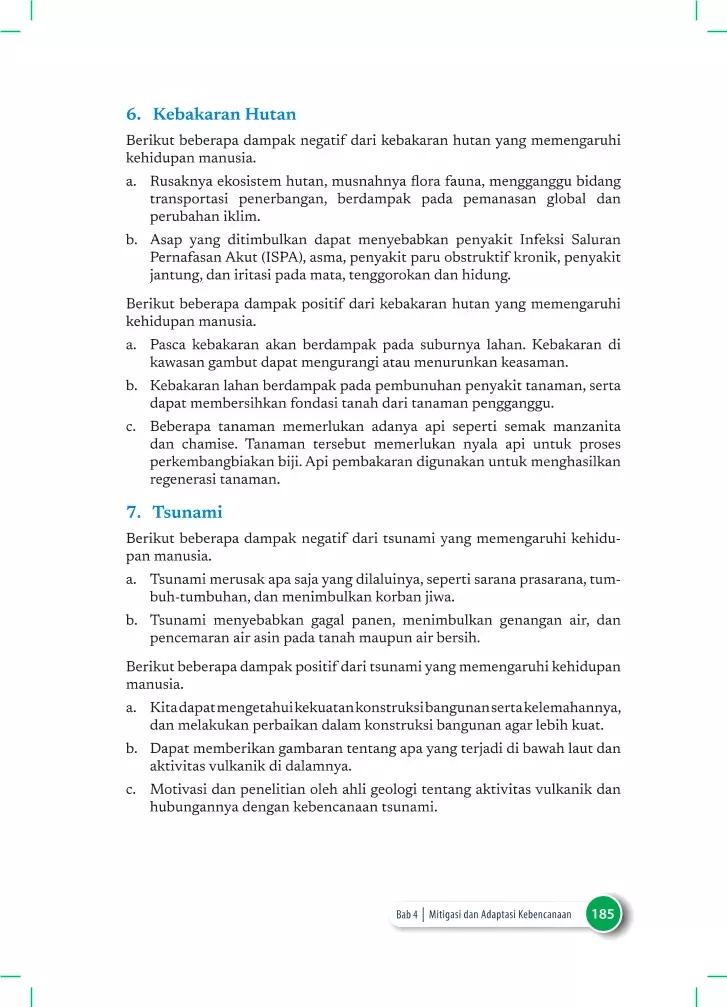 6. Kebakaran Hutan
Berikut beberapa dampak negatif dari kebakaran hutan yang memengaruhi
kehidupan manusia.
a. Rusaknya ekosistem hutan, musnahnya flora fauna, mengganggu bidang
transportasi penerbangan, berdampak pada pemanasan global dan
perubahan iklim.
b. Asap yang ditimbulkan dapat menyebabkan penyakit Infeksi Saluran
Pernafasan Akut (ISPA), asma, penyakit paru obstruktif kronik, penyakit
jantung, dan iritasi pada mata, tenggorokan dan hidung.
Berikut beberapa dampak positif dari kebakaran hutan yang memengaruhi
kehidupan manusia.
a. Pasca kebakaran akan berdampak pada suburnya lahan. Kebakaran di
kawasan gambut dapat mengurangi atau menurunkan keasaman.
b. Kebakaran lahan berdampak pada pembunuhan penyakit tanaman, serta
dapat membersihkan fondasi tanah dari tanaman pengganggu.
c. Beberapa tanaman memerlukan adanya api seperti semak manzanita
dan chamise. Tanaman tersebut memerlukan nyala api untuk proses
perkembangbiakan biji. Api pembakaran digunakan untuk menghasilkan
regenerasi tanaman.
7. Tsunami
Berikut beberapa dampak negatif dari tsunami yang memengaruhi kehidu-
pan manusia.
a. Tsunami merusak apa saja yang dilaluinya, seperti sarana prasarana, tum-
buh-tumbuhan, dan menimbulkan korban jiwa.
b. Tsunami menyebabkan gagal panen, menimbulkan genangan air, dan
pencemaran air asin pada tanah maupun air bersih.
Berikut beberapa dampak positif dari tsunami yang memengaruhi kehidupan
manusia.
a. Kita dapat mengetahui kekuatan konstruksi bangunan serta kelemahannya,
dan melakukan perbaikan dalam konstruksi bangunan agar lebih kuat.
b. Dapat memberikan gambaran tentang apa yang terjadi di bawah laut dan
aktivitas vulkanik di dalamnya.
c. Motivasi dan penelitian oleh ahli geologi tentang aktivitas vulkanik dan
hubungannya dengan kebencanaan tsunami.
Bab 4 | Mitigasi dan Adaptasi Kebencanaan 185